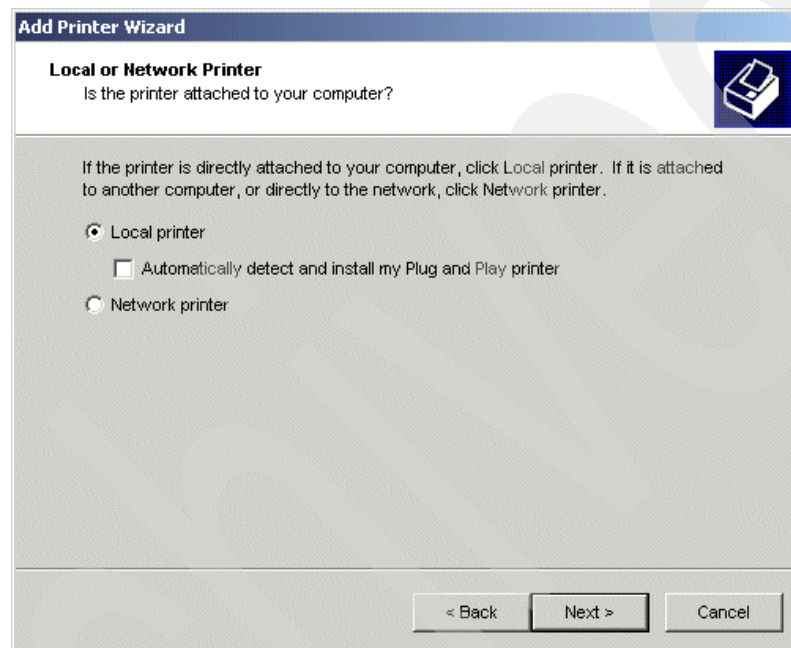 Add Printer Wizard
Local or Network Printer
Is the printer attached to your computer?
If the printer is directly attached to your computer, click Local printer. If it is attached
to another computer, or directly to the network, click Network printer.
Local printer
Automatically detect and install my Plug and Play printer
Network printer
< Back Next > Cancel